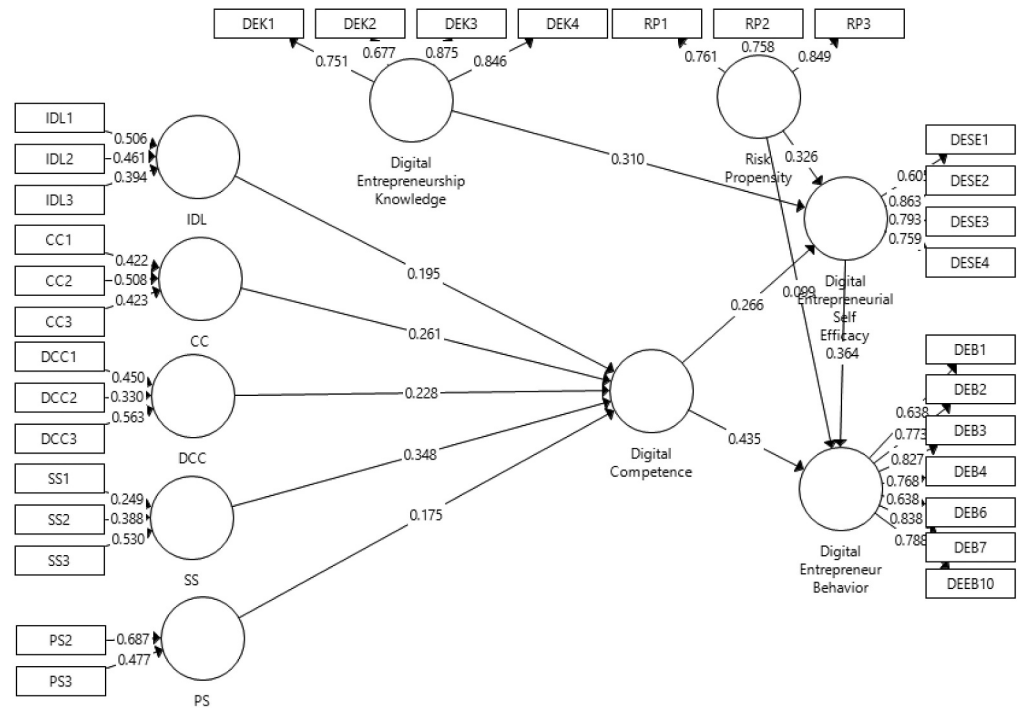 DEK1
DEK2
DEK3
DEK4
RP1
RP2
RP3
0.751
0.677
0.875
0.846
0.761
0.758
0.849
IDL1
IDL2
IDL3
0.506
0.461
0.394
IDL
Digital
Entrepreneurship
Knowledge
Risk
Propensity
0.310
0.326
DESE1
DESE2
DESE3
DESE4
0.605
0.863
0.793
0.759
CC1
CC2
CC3
0.422
0.508
0.423
CC
0.195
0.261
0.266
0.099
Digital
Entrepreneurial
Self
Efficacy
0.364
DCC1
DCC2
DCC3
0.450
0.330
0.563
DCC
0.228
Digital
Competence
0.435
DEB1
DEB2
DEB3
DEB4
DEB6
DEB7
DEEB10
0.638
0.773
0.827
0.768
0.638
0.838
0.788
SS1
SS2
SS3
0.249
0.388
0.530
SS
0.348
0.175
Digital
Entrepreneur
Behavior
PS2
PS3
0.687
0.477
PS